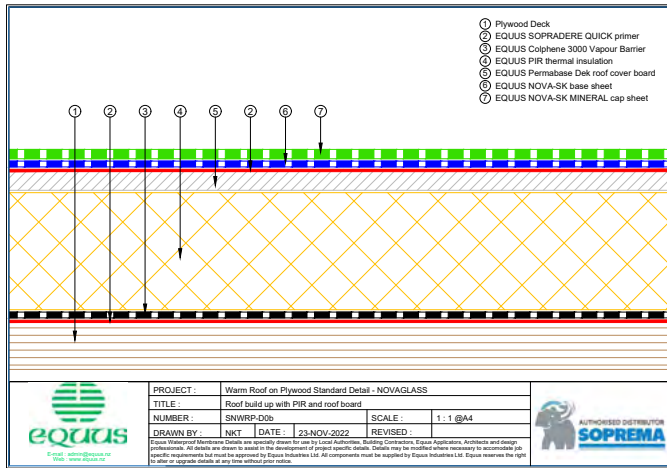 1 Plywood Deck
2 EQUUS SOPRADERE QUICK primer
3 EQUUS Colphene 3000 Vapour Barrier
4 EQUUS PIR thermal insulation
5 EQUUS Permabase Dek roof cover board
6 EQUUS NOVA-SK base sheet
7 EQUUS NOVA-SK MINERAL cap sheet
1 2 3 4 5 2 6 7
PROJECT : Warm Roof on Plywood Standard Detail - NOVAGLASS
TITLE : Roof build up with PIR and roof board
NUMBER : SNWRP-D0b SCALE : 1 : 1 @A4
DRAWN BY : NKT DATE : 23-NOV-2022 REVISED :
Equus Waterproof Membrane Details are specially drawn for use by Local Authorities, Building Contractors, Equus Applicators, Architects and design
professionals. All details are drawn to assist in the development of project specific details. Details may be modified where necessary to accomodate job
specific requirements but must be approved by Equus Industries Ltd. All components must be supplied by Equus Industries Ltd. Equus reserves the right
to alter or upgrade details at any time without prior notice.
equus
E-mail : admin@equus.nz
Web : www.equus.nz
AUTHORISED DISTRIBUTOR
SOPREMA